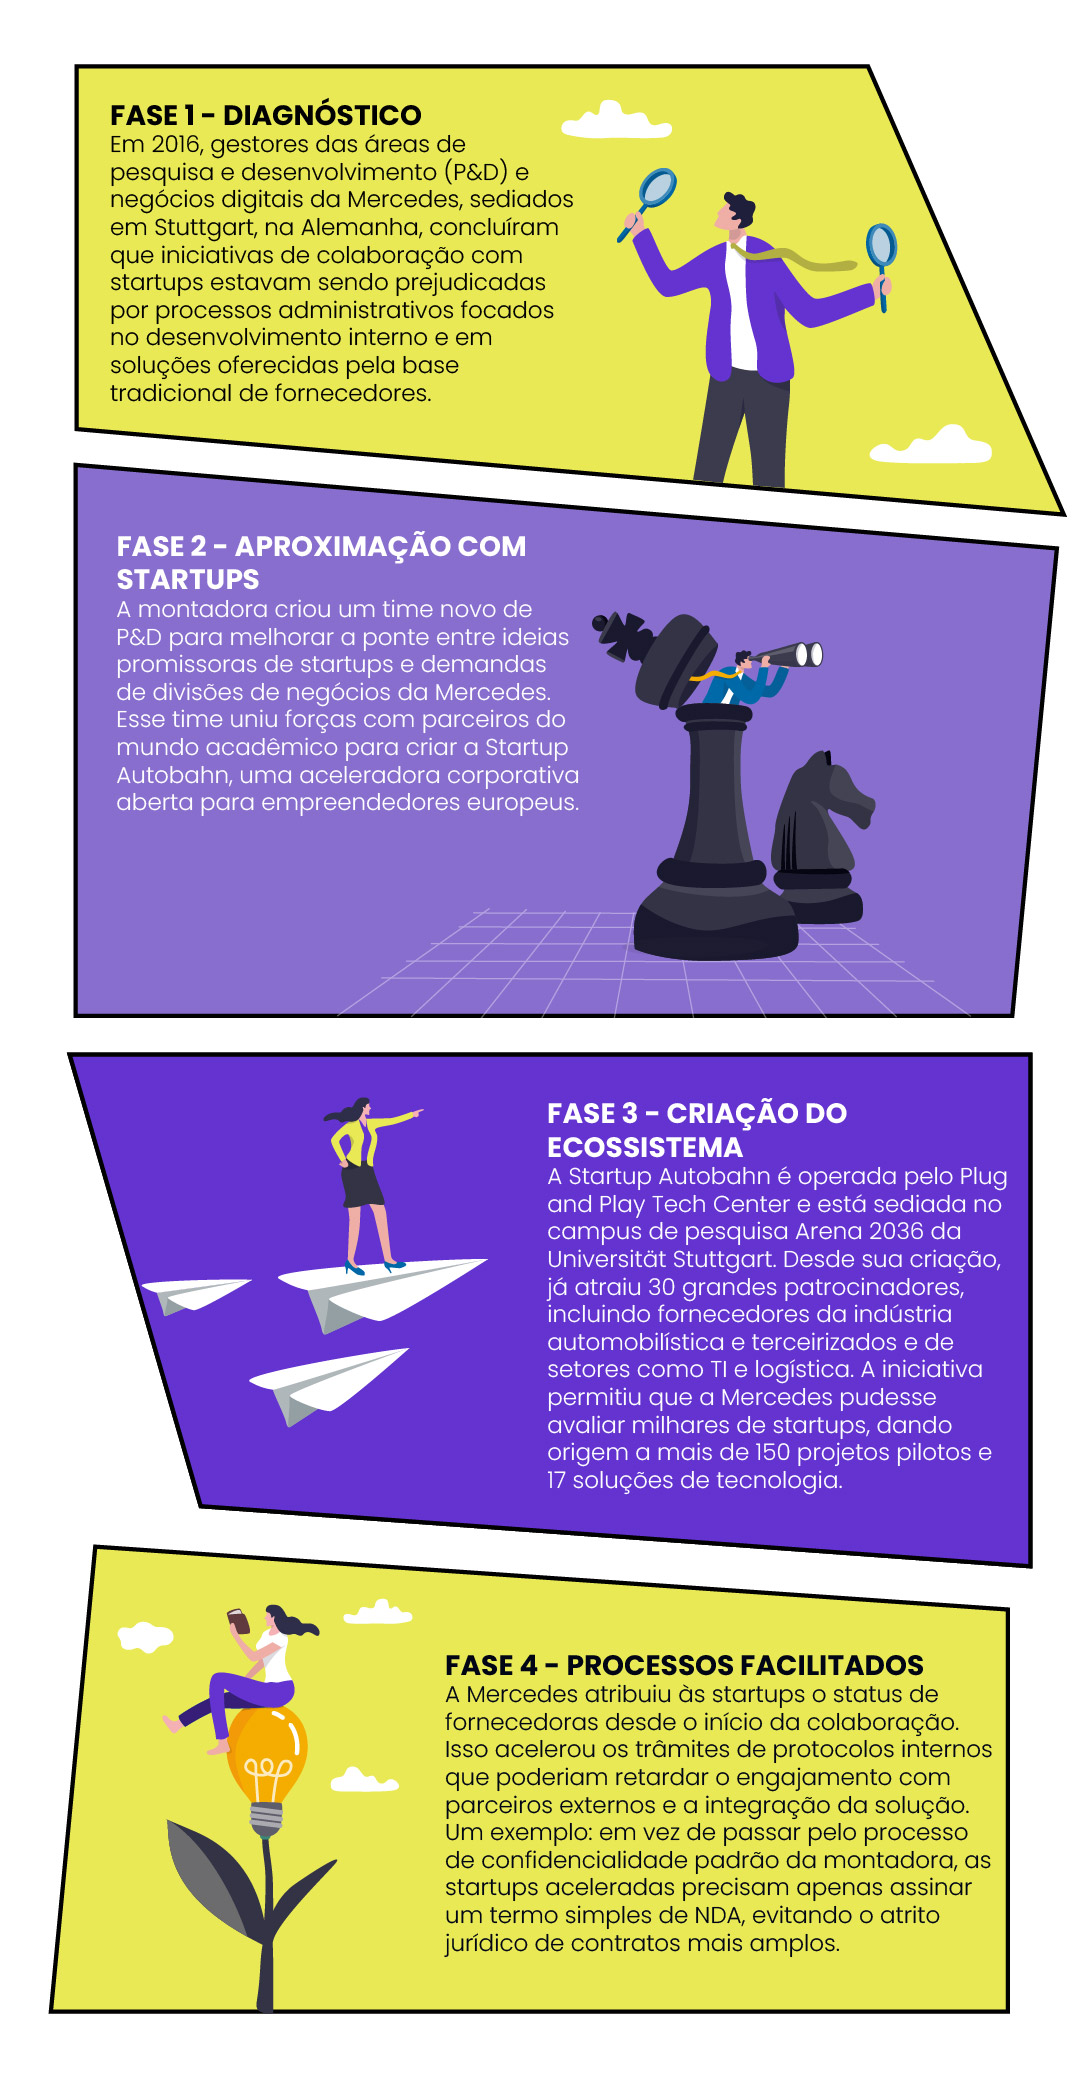 FASE 1 - DIAGNÓSTICO
Em 2016, gestores das áreas de
pesquisa e desenvolvimento (P&D) e
negócios digitais da Mercedes, sediados
em Stuttgart, na Alemanha, concluíram
que iniciativas de colaboração com
startups estavam sendo prejudicadas
por processos administrativos focados
no desenvolvimento interno e em
soluções oferecidas pela base
tradicional de fornecedores.
FASE 2 - APROXIMAÇÃO COM
STARTUPS
A montadora criou um time novo de
P&D para melhorar a ponte entre ideias
promissoras de startups e demandas
de divisões de negócios da Mercedes.
Esse time uniu forças com parceiros do
mundo acadêmico para criar a Startup
Autobahn, uma aceleradora corporativa
aberta para empreendedores europeus.
FASE 3 - CRIAÇÃO DO
ECOSSISTEMA
A Startup Autobahn é operada pelo Plug
and Play Tech Center e está sediada no
campus de pesquisa Arena 2036 da
Universität Stuttgart. Desde sua criação,
já atraiu 30 grandes patrocinadores,
incluindo fornecedores da indústria
automobilística e terceirizados e de
setores como TI e logística. A iniciativa
permitiu que a Mercedes pudesse
avaliar milhares de startups, dando
origem a mais de 150 projetos pilotos e
17 soluções de tecnologia.
FASE 4 - PROCESSOS FACILITADOS
A Mercedes atribuiu às startups o status de
fornecedoras desde o início da colaboração.
Isso acelerou os trâmites de protocolos internos
que poderiam retardar o engajamento com
parceiros externos e a integração da solução.
Um exemplo: em vez de passar pelo processo
de confidencialidade padrão da montadora, as
startups aceleradas precisam apenas assinar
um termo simples de NDA, evitando o atrito
jurídico de contratos mais amplos.